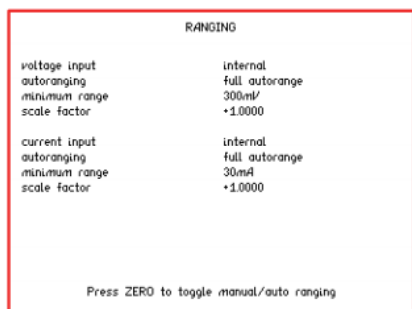 RANGING
voltage input internal
autoranging full autorange
minimum range 300mV
scale factor +1.0000
current input internal
autoranging full autorange
minimum range 30mA
scale factor +1.0000
Press ZERO to toggle manual/auto ranging